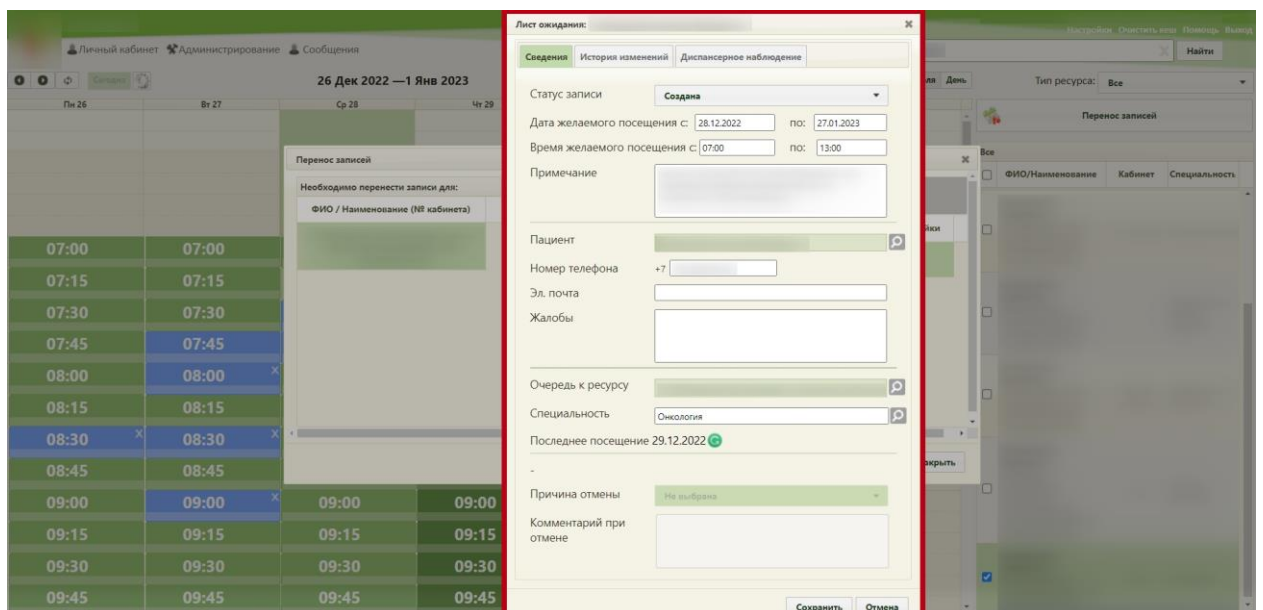 Настройки Очистить кеш Помощь Выход
Личный кабинет Администрирование Сообщения
Найти
Сегодня
26 Дек 2022 —1 Янв 2023
День
Тип ресурса: Все
Пн 26 Вт 27 Ср 28 Чт 29
Перенос записей
Все
ФИО/Наименование Кабинет Специальность
Перенос записей
Необходимо перенести записи для:
ФИО / Наименование (№ кабинета)
07:00 07:00
07:15 07:15
07:30 07:30
07:45 07:45
08:00 08:00
08:15 08:15
08:30 08:30
08:45 08:45
09:00 09:00 09:00 09:00
09:15 09:15 09:15 09:15
09:30 09:30 09:30 09:30
09:45 09:45 09:45 09:45
Лист ожидания:
Сведения История изменений Диспансерное наблюдение
Статус записи Создана
Дата желаемого посещения с: 28.12.2022 по: 27.01.2023
Время желаемого посещения с: 07:00 по: 13:00
Примечание
Пациент
Номер телефона +7
Эл. почта
Жалобы
Очередь к ресурсу
Специальность Онкология
Последнее посещение 29.12.2022
-
Причина отмены Не выбрана
Комментарий при
отмене
Сохранить Отмена